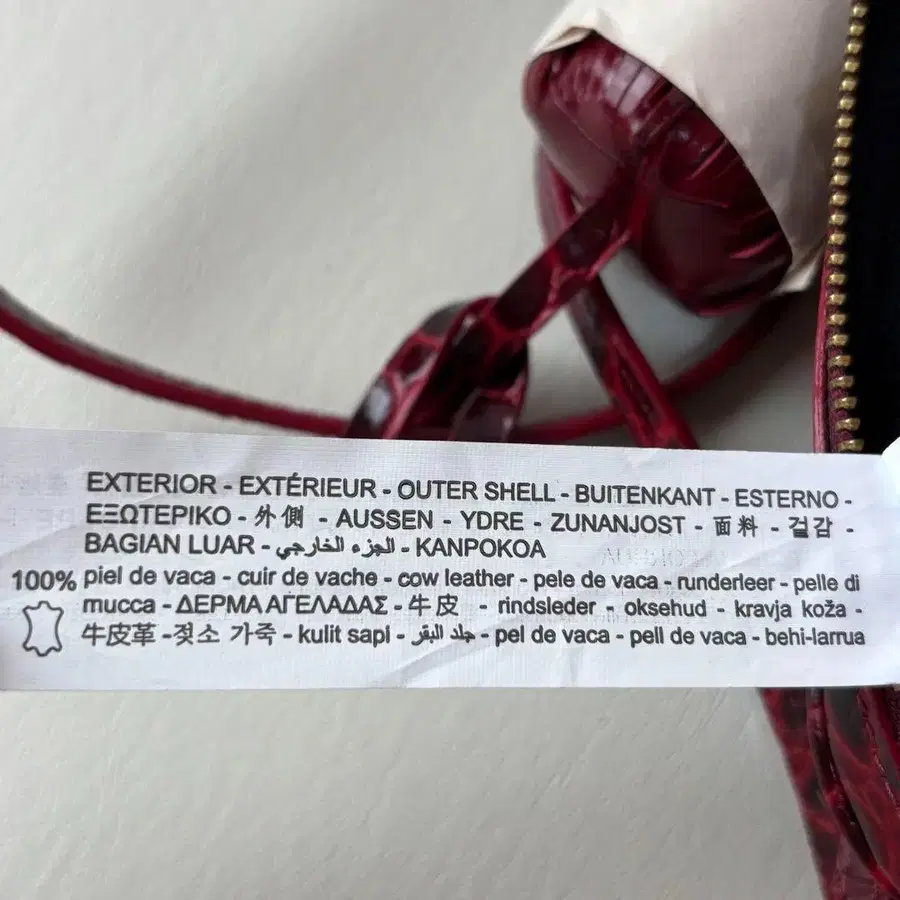 EXTERIOR - EXTÉRIEUR - OUTER SHELL - BUITENKANT - ESTERNO -
ΕΞΩΤΕΡΙΚΟ - 外側 - AUSSEN - YDRE - ZUNANJOST - 面料 - 겉감 -
BAGIAN LUAR - الجزء الخارجي - KANPOKOA
100% piel de vaca - cuir de vache - cow leather - pele de vaca - runderleer - pelle di
mucca - ΔΕΡΜΑ ΑΓΕΛΑΔΑΣ - 牛皮 - rindsleder - oksehud - kravja koža -
牛皮革 - 젖소 가죽 - kulit sapi - جلد البقر - pel de vaca - pell de vaca - behi-larrua